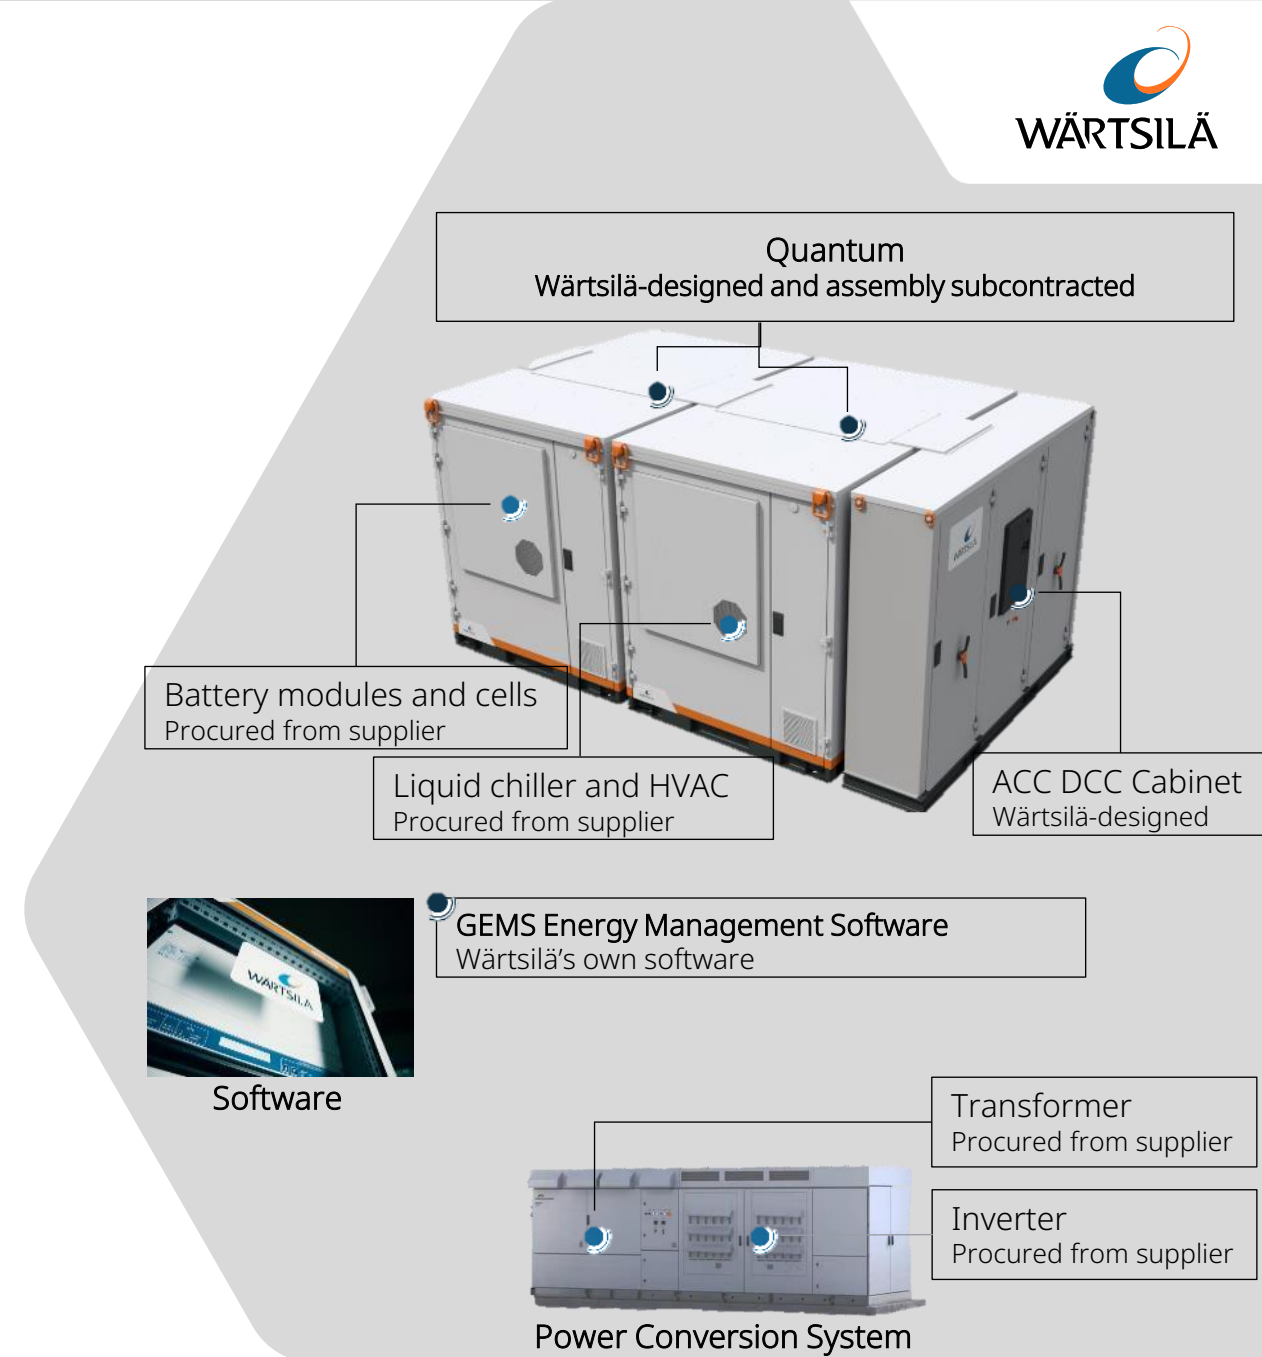 WÄRTSILÄ
Quantum
Wärtsilä-designed and assembly subcontracted
WÄRTSILÄ
Battery modules and cells
Procured from supplier
Liquid chiller and HVAC
Procured from supplier
ACC DCC Cabinet
Wärtsilä-designed
GEMS Energy Management Software
Wärtsilä’s own software
WÄRTSILÄ
Software
Transformer
Procured from supplier
Inverter
Procured from supplier
Power Conversion System